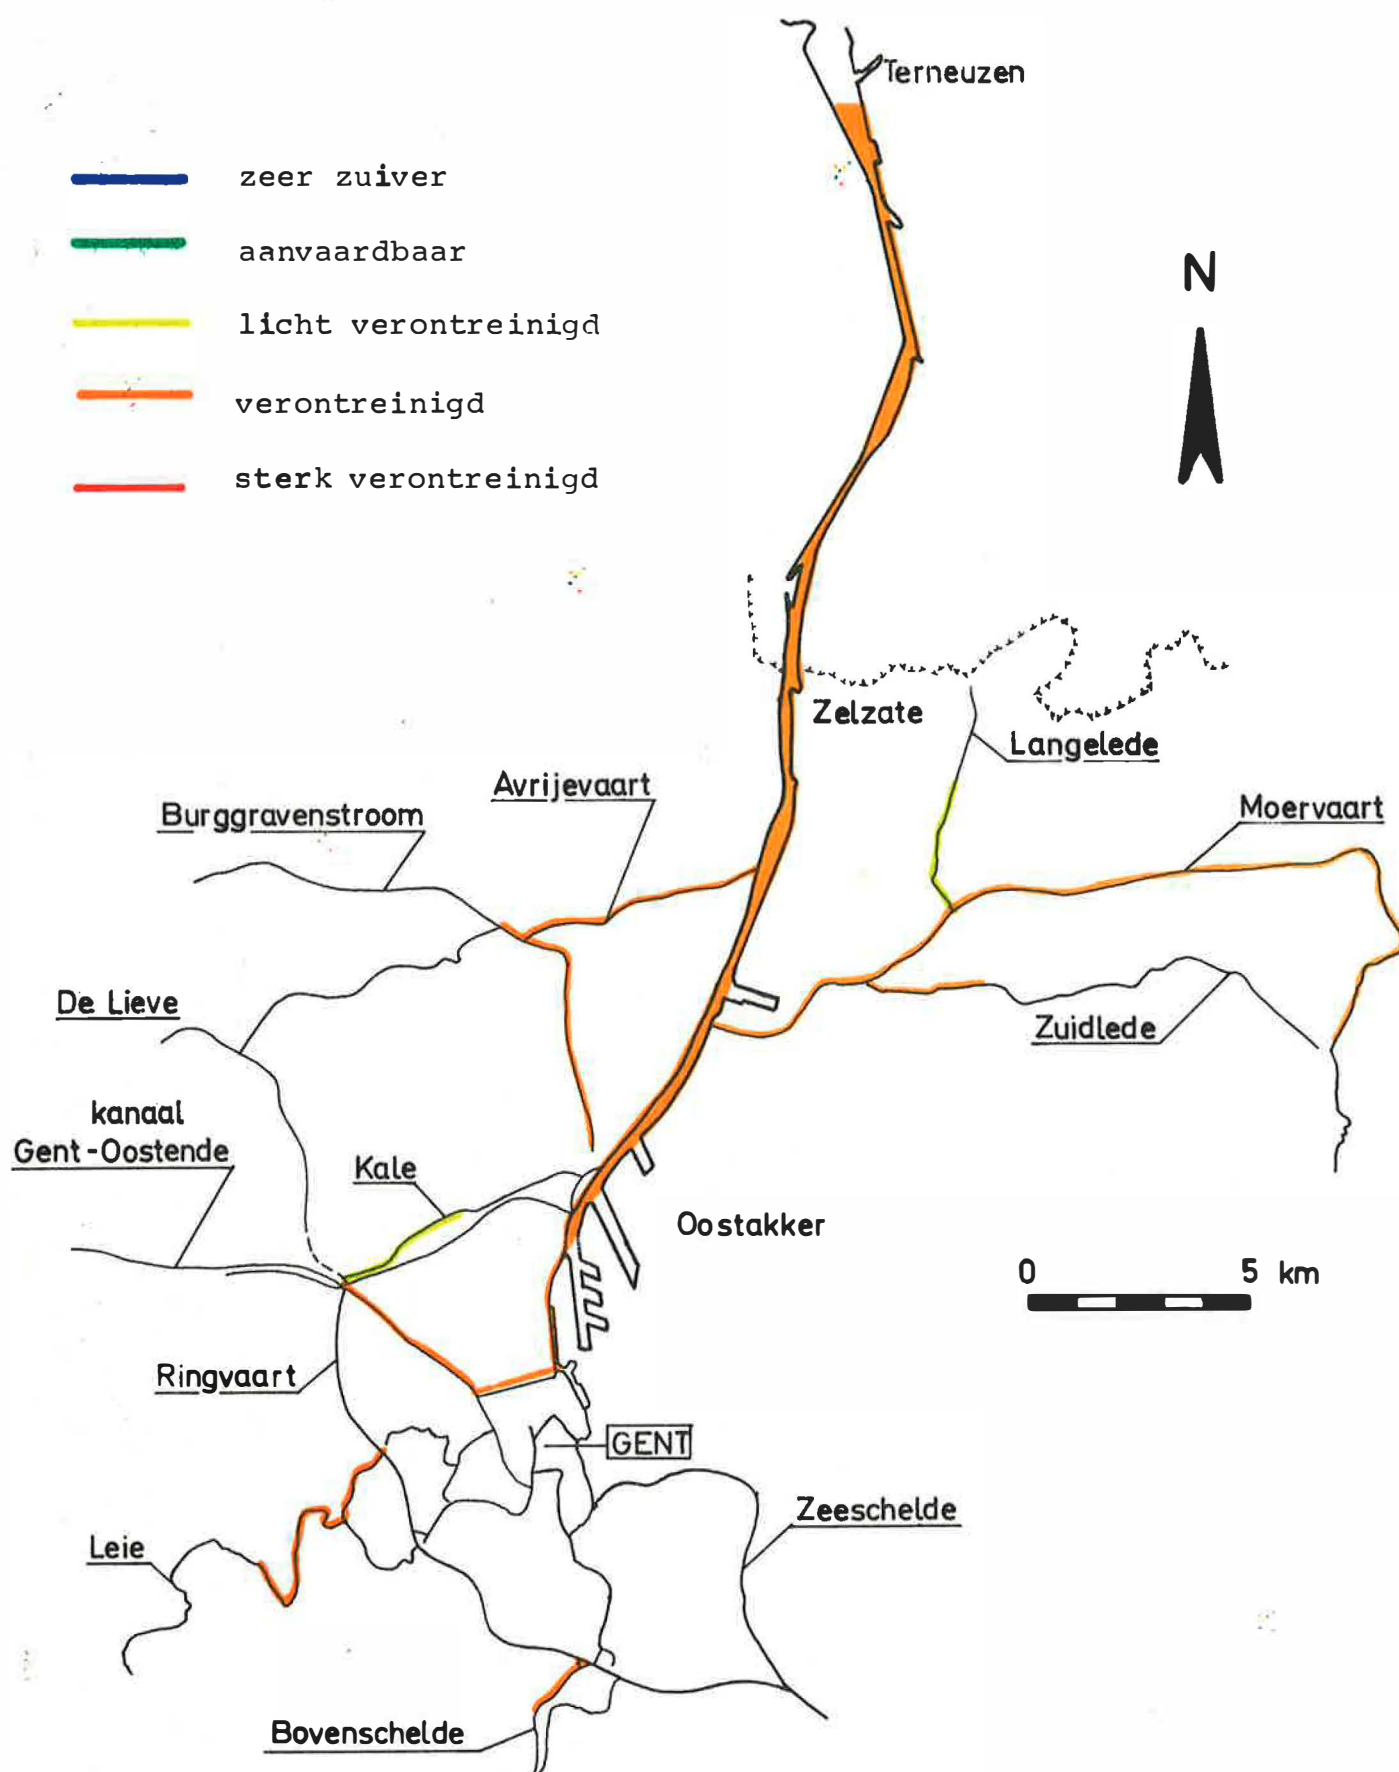 Terneuzen
zeer zuiver
aanvaardbaar
licht verontreinigd
verontreinigd
sterk verontreinigd
N
Zelzate
Langelede
Avrijevaart
Burggravenstroom
Moervaart
De Lieve
Zuidlede
kanaal
Gent-Oostende
Kale
Oostakker
0 5 km
Ringvaart
GENT
Zeeschelde
Leie
Bovenschelde